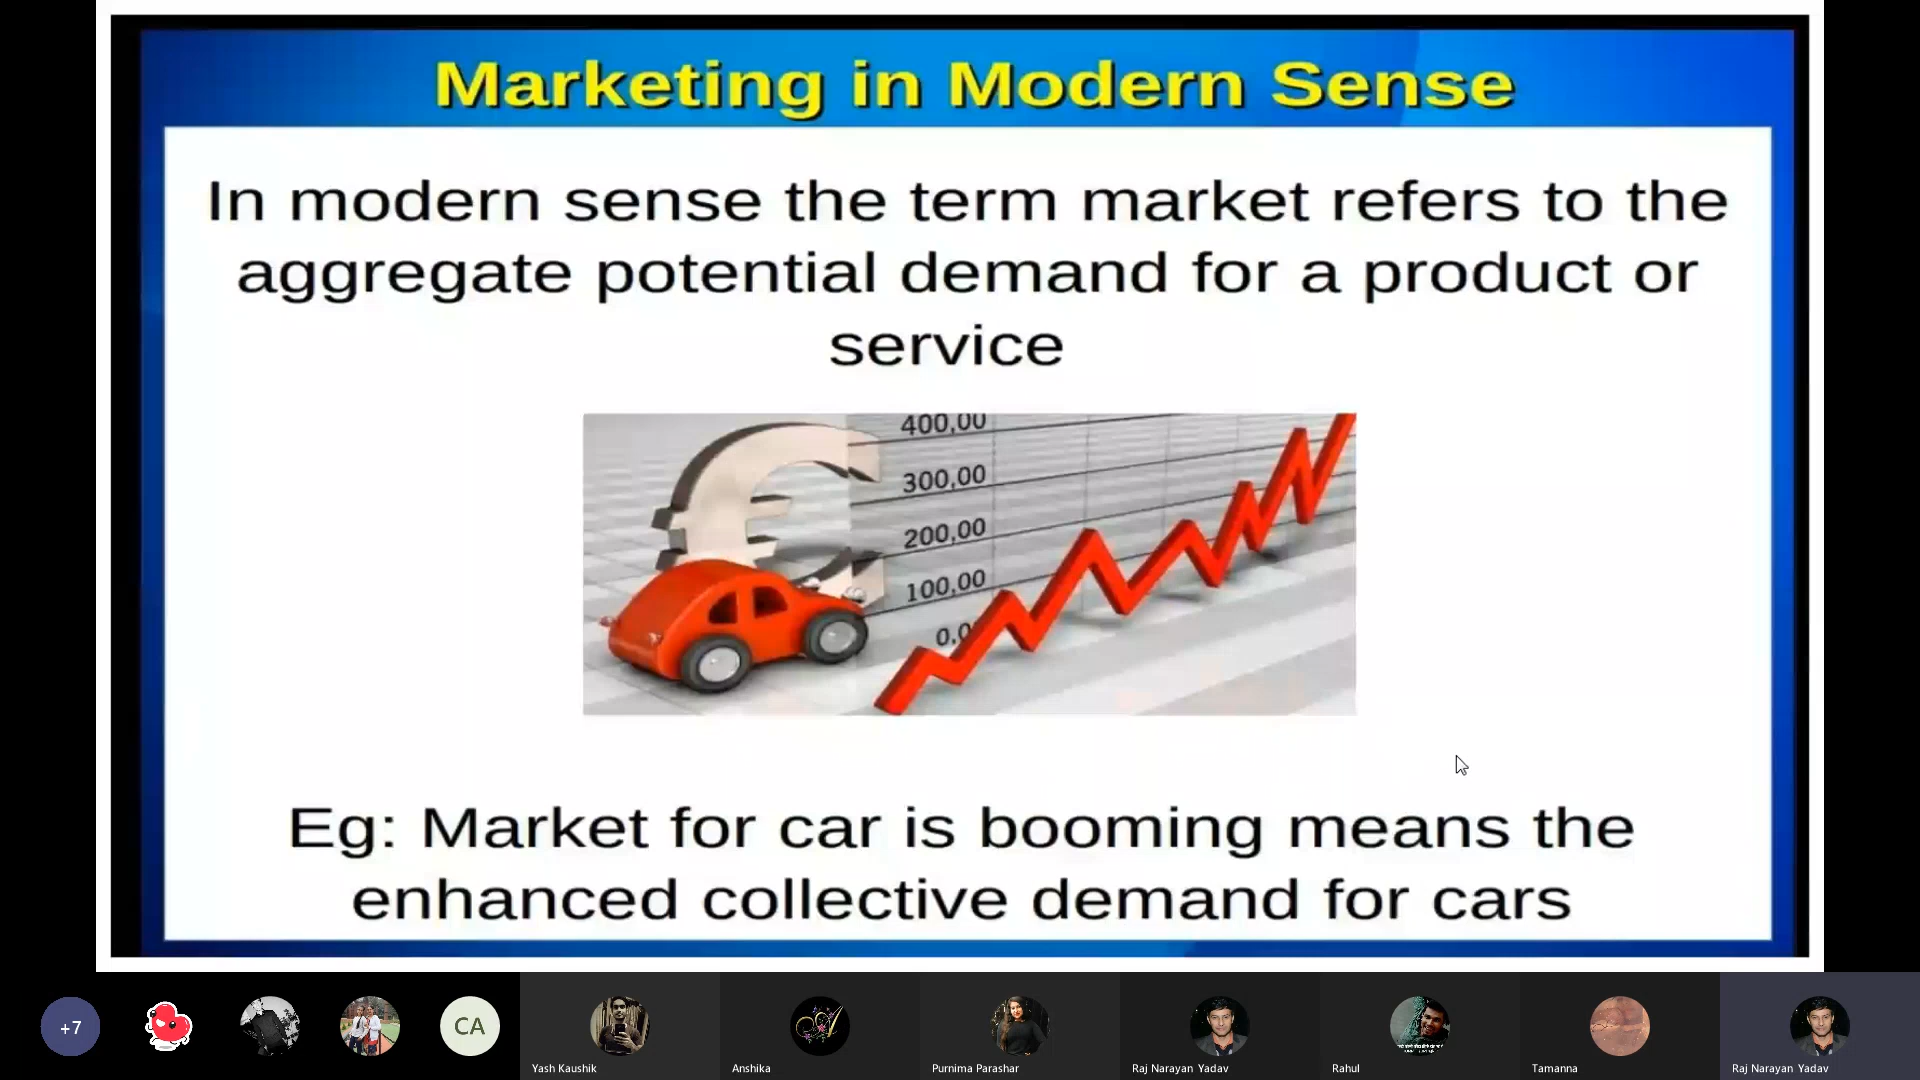 Marketing in Modern Sense
In modern sense the term market refers to the
aggregate potential demand for a product or
service
400,00
300,00
200,00
100,00
0,0
Eg: Market for car is booming means the
enhanced collective demand for cars
+7
CA
Yash Kaushik
Anshika
Purnima Parashar
Raj Narayan Yadav
Rahul
Tamanna
Raj Narayan Yadav